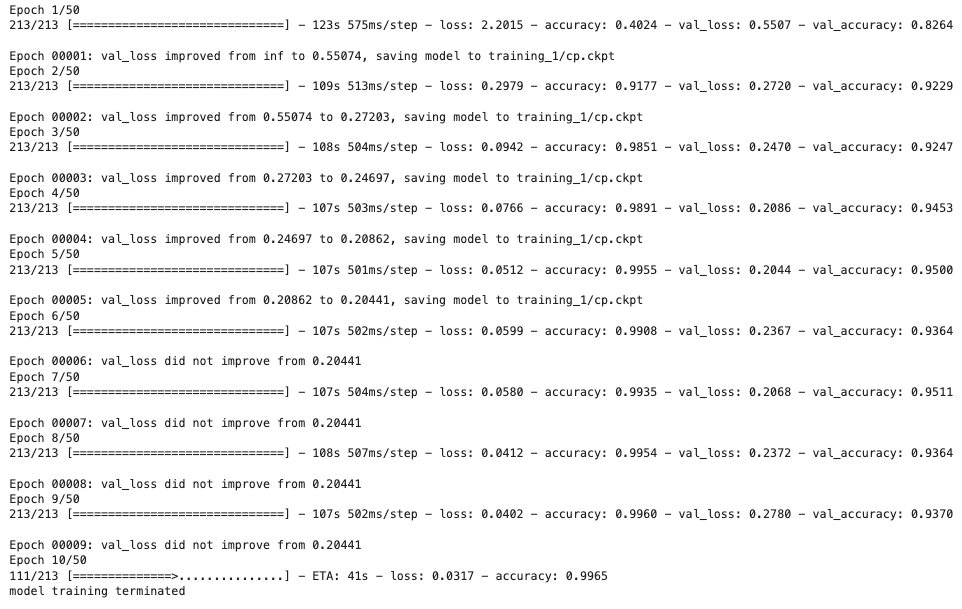 Epoch 1/50
213/213 [==============================] - 123s 575ms/step - loss: 2.2015 - accuracy: 0.4024 - val_loss: 0.5507 - val_accuracy: 0.8264
Epoch 00001: val_loss improved from inf to 0.55074, saving model to training_1/cp.ckpt
Epoch 2/50
213/213 [==============================] - 109s 513ms/step - loss: 0.2979 - accuracy: 0.9177 - val_loss: 0.2720 - val_accuracy: 0.9229
Epoch 00002: val_loss improved from 0.55074 to 0.27203, saving model to training_1/cp.ckpt
Epoch 3/50
213/213 [==============================] - 108s 504ms/step - loss: 0.0942 - accuracy: 0.9851 - val_loss: 0.2470 - val_accuracy: 0.9247
Epoch 00003: val_loss improved from 0.27203 to 0.24697, saving model to training_1/cp.ckpt
Epoch 4/50
213/213 [==============================] - 107s 503ms/step - loss: 0.0766 - accuracy: 0.9891 - val_loss: 0.2086 - val_accuracy: 0.9453
Epoch 00004: val_loss improved from 0.24697 to 0.20862, saving model to training_1/cp.ckpt
Epoch 5/50
213/213 [==============================] - 107s 501ms/step - loss: 0.0512 - accuracy: 0.9955 - val_loss: 0.2044 - val_accuracy: 0.9500
Epoch 00005: val_loss improved from 0.20862 to 0.20441, saving model to training_1/cp.ckpt
Epoch 6/50
213/213 [==============================] - 107s 502ms/step - loss: 0.0599 - accuracy: 0.9908 - val_loss: 0.2367 - val_accuracy: 0.9364
Epoch 00006: val_loss did not improve from 0.20441
Epoch 7/50
213/213 [==============================] - 107s 504ms/step - loss: 0.0580 - accuracy: 0.9935 - val_loss: 0.2068 - val_accuracy: 0.9511
Epoch 00007: val_loss did not improve from 0.20441
Epoch 8/50
213/213 [==============================] - 108s 507ms/step - loss: 0.0412 - accuracy: 0.9954 - val_loss: 0.2372 - val_accuracy: 0.9364
Epoch 00008: val_loss did not improve from 0.20441
Epoch 9/50
213/213 [==============================] - 107s 502ms/step - loss: 0.0402 - accuracy: 0.9960 - val_loss: 0.2780 - val_accuracy: 0.9370
Epoch 00009: val_loss did not improve from 0.20441
Epoch 10/50
111/213 [==============>...............] - ETA: 41s - loss: 0.0317 - accuracy: 0.9965
model training terminated